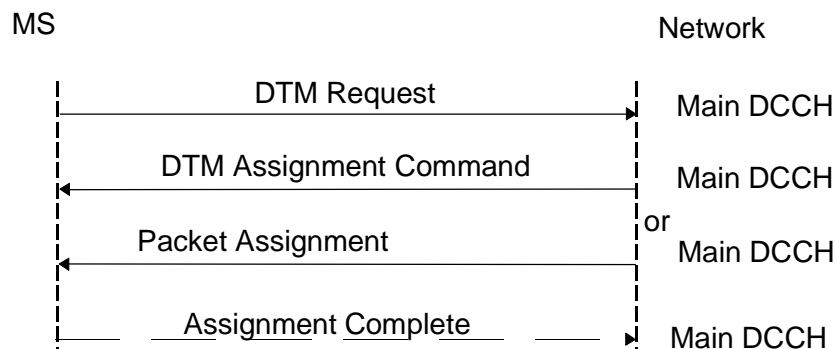 MS
Network
DTM Request
Main DCCH
DTM Assignment Command
Main DCCH
or
Packet Assignment
Main DCCH
Assignment Complete
Main DCCH